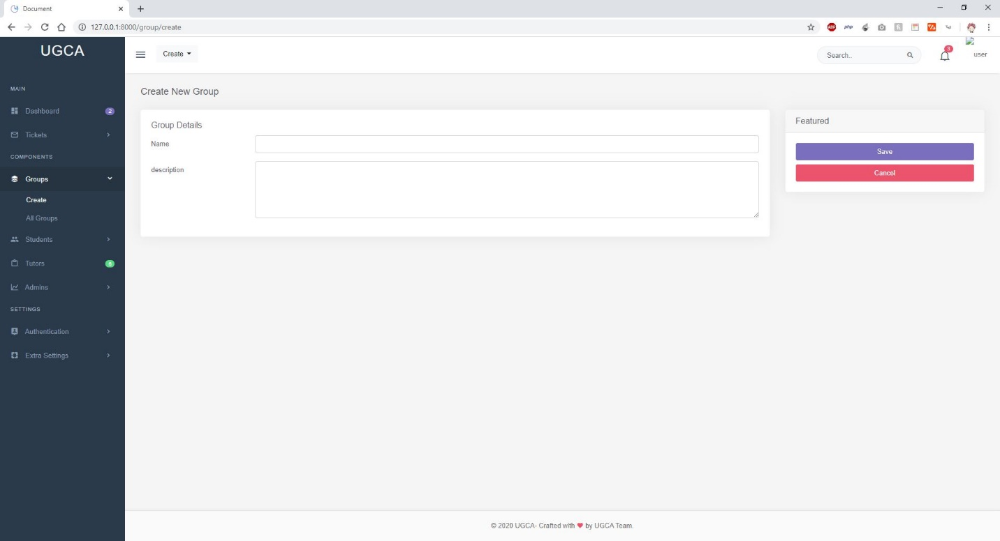 Document
127.0.0.1:8000/group/create
ABP
php
UGCA
Create
Search..
3
user
MAIN
Dashboard
2
Tickets
COMPONENTS
Groups
Create
All Groups
Students
Tutors
Admins
SETTINGS
Authentication
Extra Settings
Create New Group
Group Details
Name
description
Featured
Save
Cancel
© 2020 UGCA- Crafted with ❤ by UGCA Team.